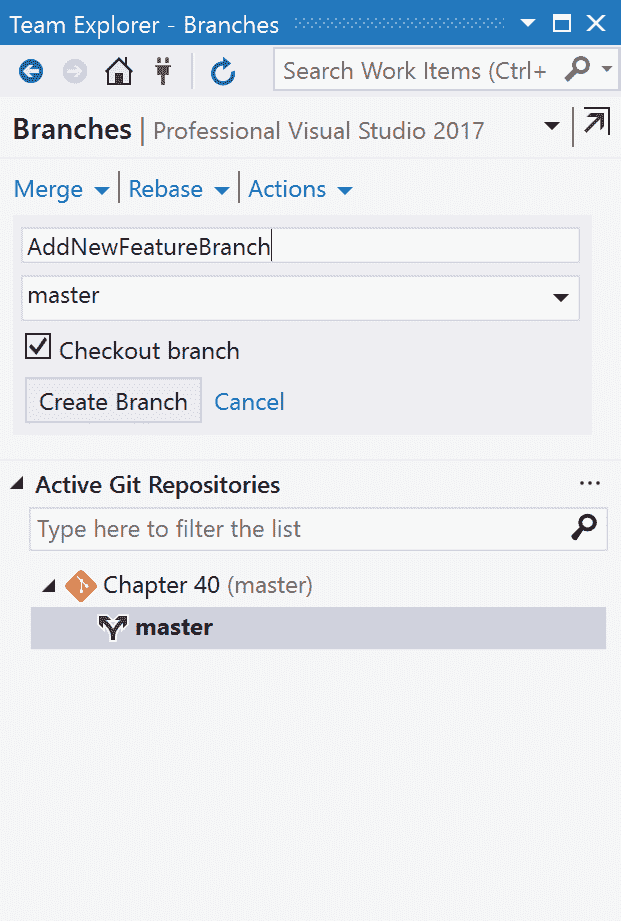 Team Explorer - Branches
Search Work Items (Ctrl+
Branches | Professional Visual Studio 2017
Merge Rebase Actions
AddNewFeatureBranch
master
Checkout branch
Create Branch Cancel
Active Git Repositories
Type here to filter the list
Chapter 40 (master)
master